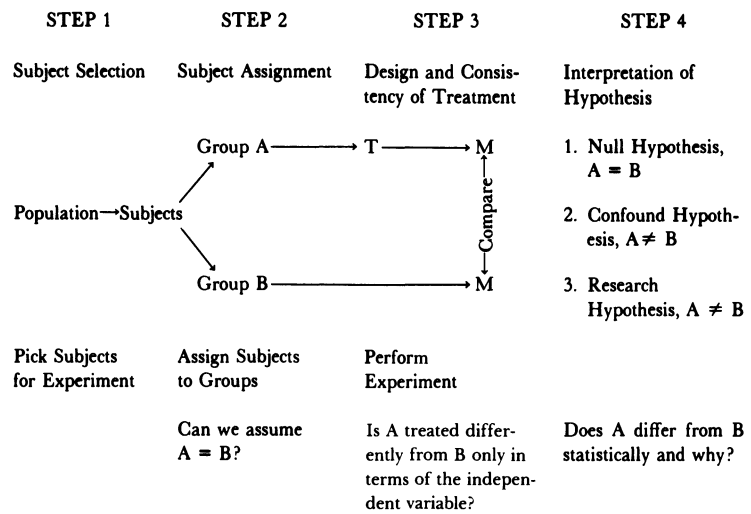 STEP 1 STEP 2 STEP 3 STEP 4
Subject Selection Subject Assignment Design and Consis- Interpretation of
tency of Treatment Hypothesis
Group A T M 1. Null Hypothesis,
A = B
Population Subjects Compare 2. Confound Hypoth-
esis, A ≠ B
Group B M 3. Research
Hypothesis, A ≠ B
Pick Subjects Assign Subjects Perform
for Experiment to Groups Experiment
Can we assume Is A treated differ- Does A differ from B
A = B? ently from B only in statistically and why?
terms of the indepen-
dent variable?